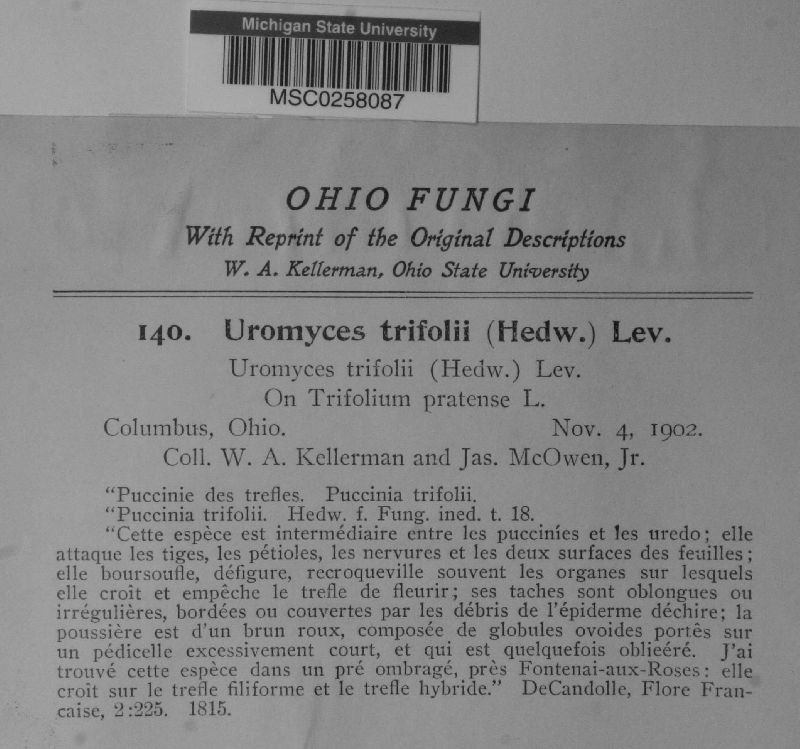 Michigan State University
MSC0258087
OHIO FUNGI
With Reprint of the Original Descriptions
W. A. Kellerman, Ohio State University
140. Uromyces trifolii (Hedw.) Lev.
Uromyces trifolii (Hedw.) Lev.
On Trifolium pratense L.
Columbus, Ohio. Nov. 4, 1902.
Coll. W. A. Kellerman and Jas. McOwen, Jr.
“Puccinie des trefles. Puccinia trifolii.
“Puccinia trifolii. Hedw. f. Fung. ined. t. 18.
“Cette espèce est intermédiaire entre les puccinies et les uredo; elle
attaque les tiges, les pétioles, les nervures et les deux surfaces des feuilles;
elle boursoufle, défigure, recroqueville souvent les organes sur lesquels
elle croît et empêche le trefle de fleurir; ses taches sont oblongues ou
irrégulières, bordées ou couvertes par les débris de l'épiderme déchire; la
poussière est d'un brun roux, composée de globules ovoides portês sur
un pédicelle excessivement court, et qui est quelquefois oblieéré. J'ai
trouvé cette espèce dans un pré ombragé, près Fontenai-aux-Roses: elle
croît sur le trefle filiforme et le trefle hybride.” DeCandolle, Flore Fran-
caise, 2:225. 1815.